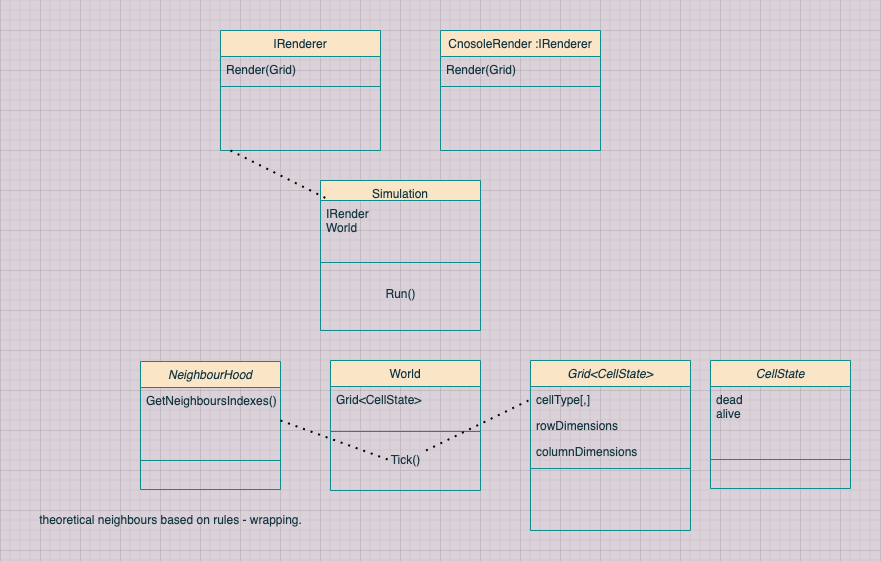 IRenderer
Render(Grid)
CnosoleRender :IRenderer
Render(Grid)
Simulation
IRender
World
Run()
NeighbourHood
GetNeighboursIndexes()
World
Grid<CellState>
Tick()
Grid<CellState>
cellType[,]
rowDimensions
columnDimensions
CellState
dead
alive
theoretical neighbours based on rules - wrapping.